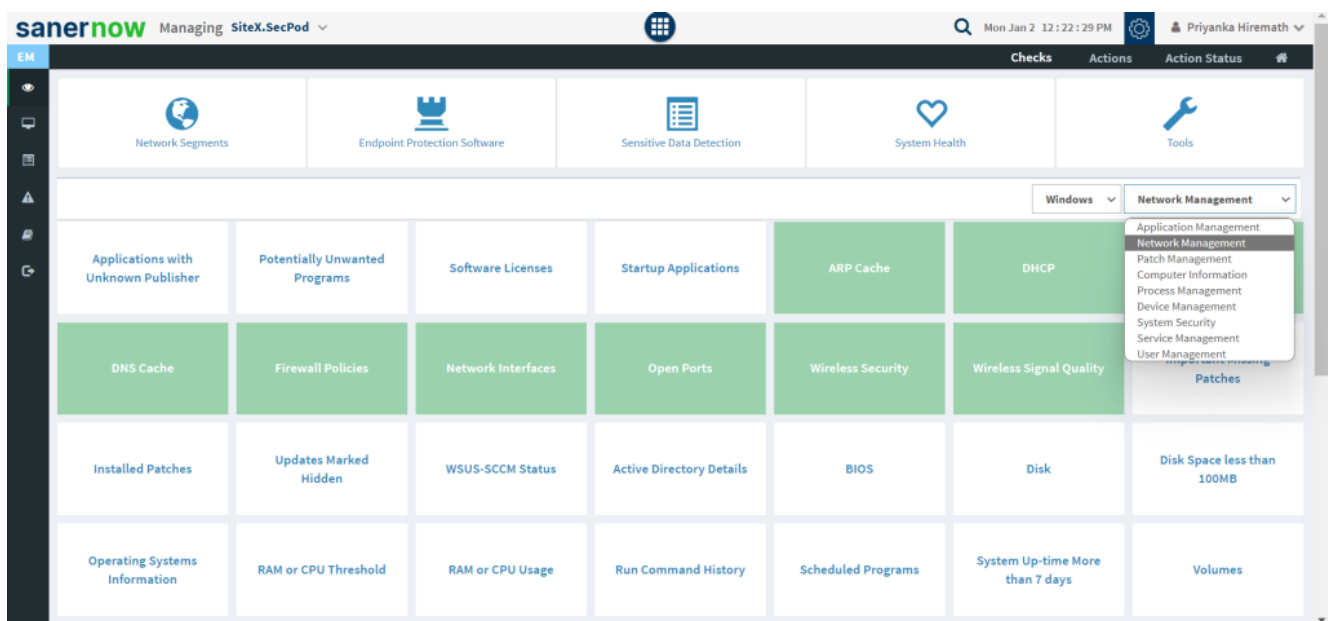 sanernow Managing SiteX.SecPod Mon Jan 2 12:22:29 PM Priyanka Hiremath
EM Checks Actions Action Status
Network Segments Endpoint Protection Software Sensitive Data Detection System Health Tools
Windows Network Management
Application Management
Network Management
Patch Management
Computer Information
Process Management
Device Management
System Security
Service Management
User Management
Applications with
Unknown Publisher
Potentially Unwanted
Programs
Software Licenses
Startup Applications
ARP Cache
DHCP
DNS Cache
Firewall Policies
Network Interfaces
Open Ports
Wireless Security
Wireless Signal Quality
Important Missing
Patches
Installed Patches
Updates Marked
Hidden
WSUS-SCCM Status
Active Directory Details
BIOS
Disk
Disk Space less than
100MB
Operating Systems
Information
RAM or CPU Threshold
RAM or CPU Usage
Run Command History
Scheduled Programs
System Up-time More
than 7 days
Volumes